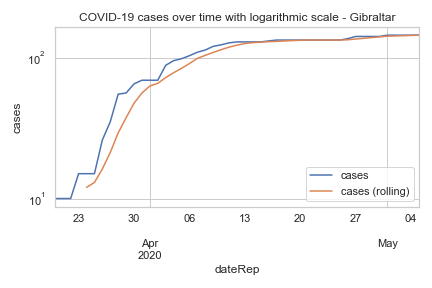 COVID-19 cases over time with logarithmic scale - Gibraltar
cases
10²
10¹
cases
cases (rolling)
23 30 06 13 20 27 04
Apr May
2020
dateRep